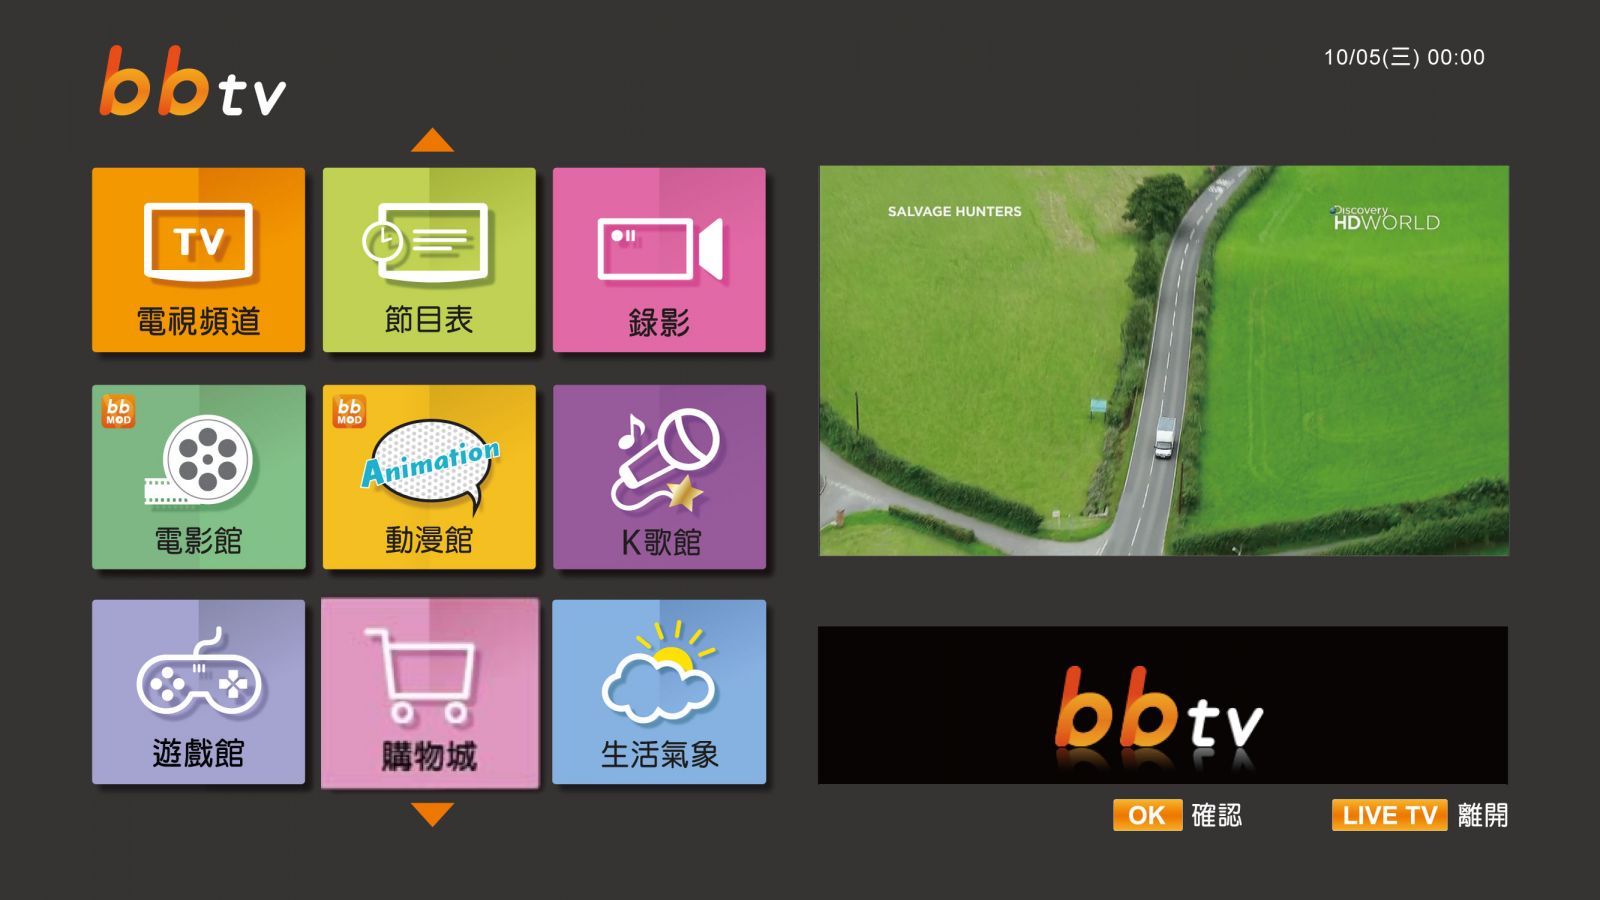 bbtv
10/05(三) 00:00
TV
電視頻道
節目表
錄影
SALVAGE HUNTERS
Discovery
HDWORLD
bb
MOD
電影館
bb
MOD
Animation
動漫館
K歌館
遊戲館
購物城
生活氣象
bbtv
OK 確認
LIVE TV 離開